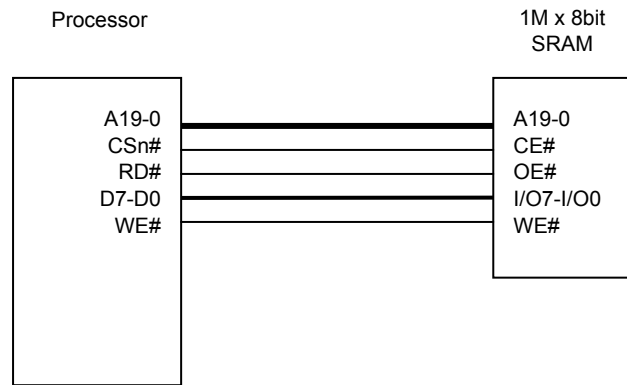 Processor
1M x 8bit
SRAM
A19-0
CSn#
RD#
D7-D0
WE#
A19-0
CE#
OE#
I/O7-I/O0
WE#